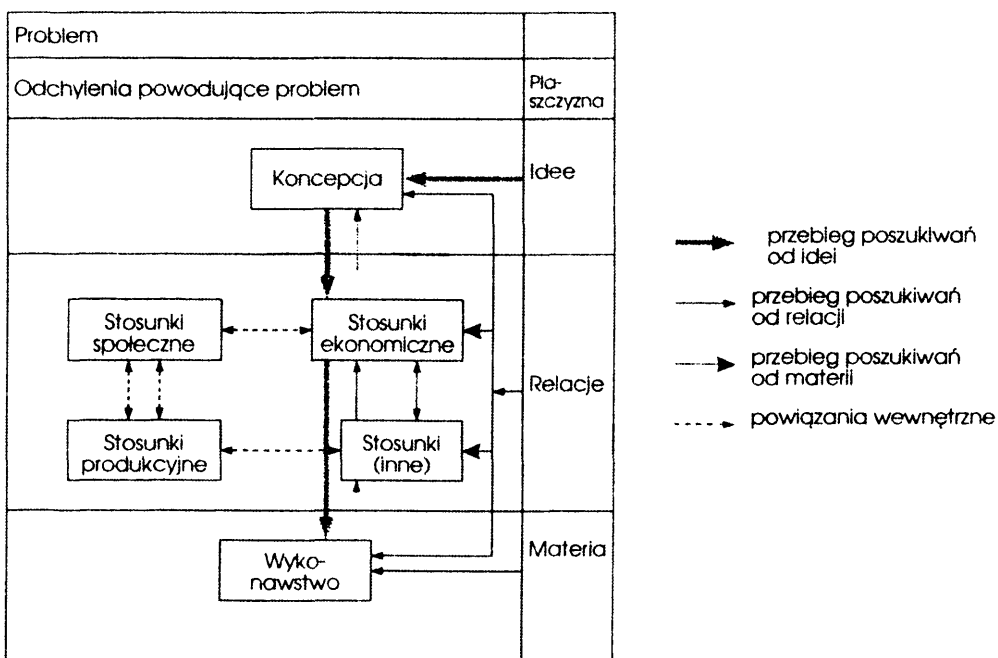 Problem
Odchylenia powodujące problem
Pła-
szczyzna
Koncepcja
Idee
Stosunki
społeczne
Stosunki
ekonomiczne
Relacje
Stosunki
produkcyjne
Stosunki
(inne)
Wyko-
nawstwo
Materia
przebieg poszukiwań
od idei
przebieg poszukiwań
od relacji
przebieg poszukiwań
od materii
powiązania wewnętrzne